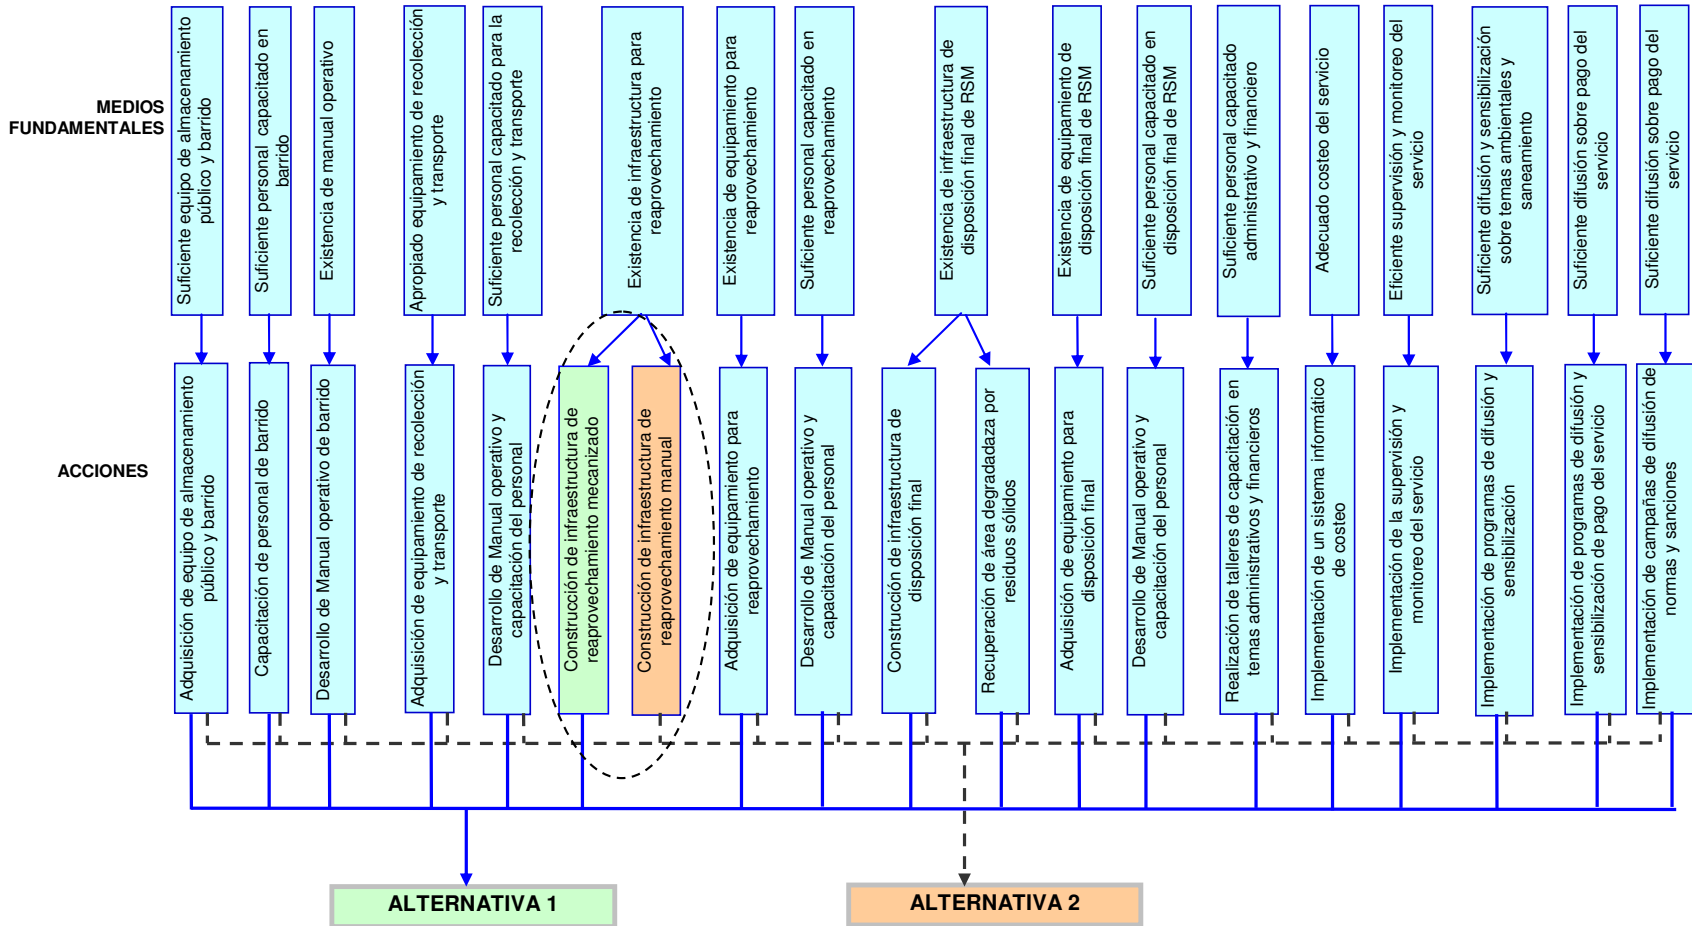 MEDIOS
FUNDAMENTALES
Suficiente equipo de almacenamiento
público y barrido
Suficiente personal capacitado en
barrido
Existencia de manual operativo
Apropiado equipamiento de recolección
y transporte
Suficiente personal capacitado para la
recolección y transporte
Existencia de infraestructura para
reaprovechamiento
Existencia de equipamiento para
reaprovechamiento
Suficiente personal capacitado en
reaprovechamiento
Existencia de infraestructura de
disposición final de RSM
Existencia de equipamiento de
disposición final de RSM
Suficiente personal capacitado en
disposición final de RSM
Suficiente personal capacitado
administrativo y financiero
Adecuado costeo del servicio
Eficiente supervisión y monitoreo del
servicio
Suficiente difusión y sensibilización
sobre temas ambientales y
saneamiento
Suficiente difusión sobre pago del
servicio
Suficiente difusión sobre pago del
servicio
ACCIONES
Adquisición de equipo de almacenamiento
público y barrido
Capacitación de personal de barrido
Desarrollo de Manual operativo de barrido
Adquisición de equipamiento de recolección
y transporte
Desarrollo de Manual operativo y
capacitación del personal
Construcción de infraestructura de
reaprovechamiento mecanizado
Construcción de infraestructura de
reaprovechamiento manual
Adquisición de equipamiento para
reaprovechamiento
Desarrollo de Manual operativo y
capacitación del personal
Construcción de infraestructura de
disposición final
Recuperación de área degradadaza por
residuos sólidos
Adquisición de equipamiento para
disposición final
Desarrollo de Manual operativo y
capacitación del personal
Realización de talleres de capacitación en
temas administrativos y financieros
Implementación de un sistema informático
de costeo
Implementación de la supervisión y
monitoreo del servicio
Implementación de programas de difusión y
sensibilización
Implementación de programas de difusión y
sensibilización de pago del servicio
Implementación de campañas de difusión de
normas y sanciones
ALTERNATIVA 1
ALTERNATIVA 2